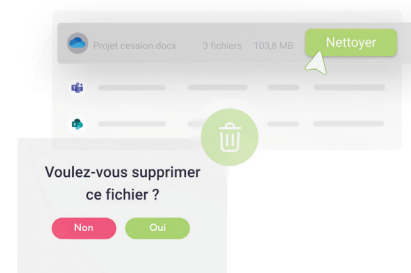 Projet cession.docx 3 fichiers 103,8 MB Nettoyer
Voulez-vous supprimer
ce fichier ?
Non Oui